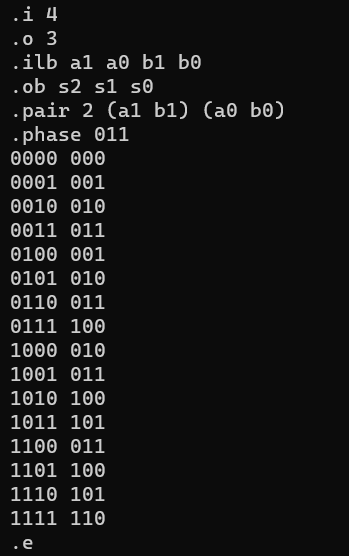 .i 4
.o 3
.ilb a1 a0 b1 b0
.ob s2 s1 s0
.pair 2 (a1 b1) (a0 b0)
.phase 011
0000 000
0001 001
0010 010
0011 011
0100 001
0101 010
0110 011
0111 100
1000 010
1001 011
1010 100
1011 101
1100 011
1101 100
1110 101
1111 110
.e